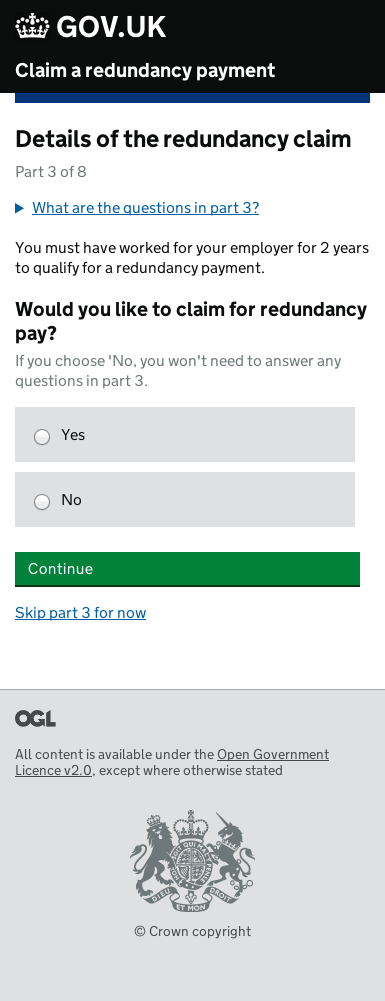 GOV.UK
Claim a redundancy payment
Details of the redundancy claim
Part 3 of 8
What are the questions in part 3?
You must have worked for your employer for 2 years
to qualify for a redundancy payment.
Would you like to claim for redundancy
pay?
If you choose 'No, you won't need to answer any
questions in part 3.
Yes
No
Continue
Skip part 3 for now
OGL
All content is available under the Open Government
Licence v2.0, except where otherwise stated
DIEU ET MON DROIT
© Crown copyright